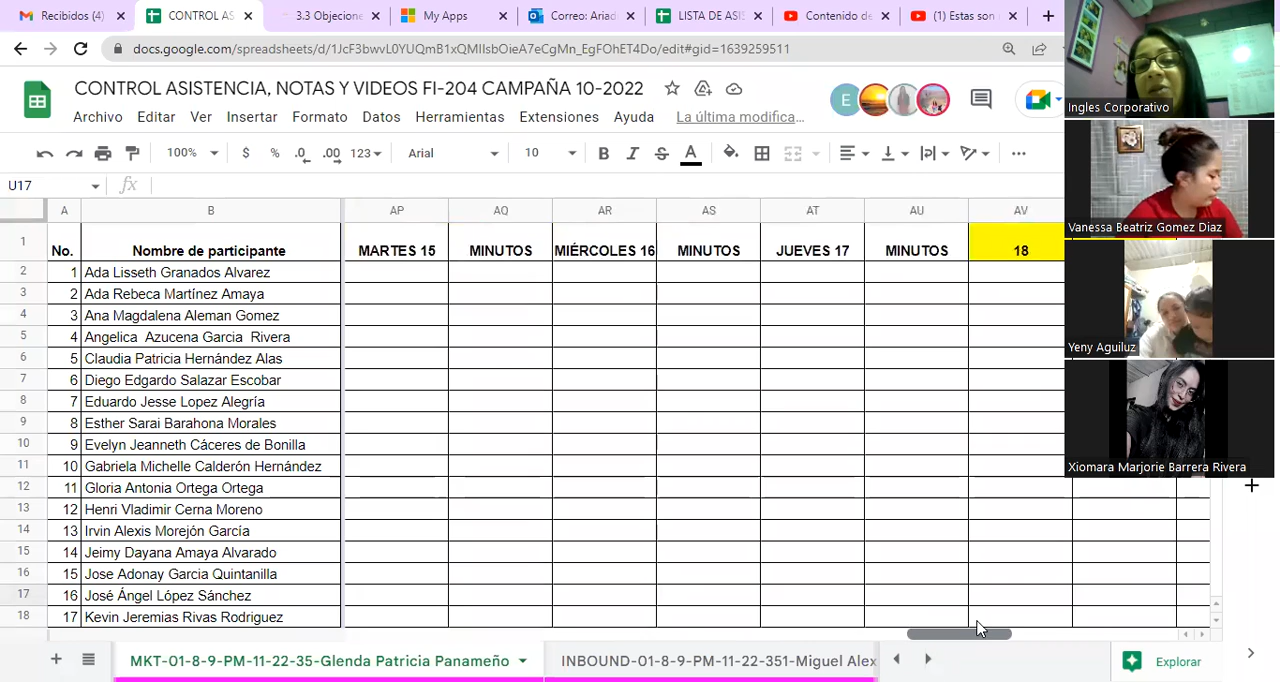 Recibidos (4)
CONTROL AS
3.3 Objecione
My Apps
Correo: Ariad
LISTA DE ASI
Contenido de
(1) Estas son
docs.google.com/spreadsheets/d/1JcF3bwvL0YUQmB1xQMIIsbOieA7eCgMn_EgFOhET4Do/edit#gid=1639259511
CONTROL ASISTENCIA, NOTAS Y VIDEOS FI-204 CAMPAÑA 10-2022
E
Archivo Editar Ver Insertar Formato Datos Herramientas Extensiones Ayuda La última modifica...
100% $ % .0 .00 123 Arial 10 B I S A
U17 fx
A B AP AQ AR AS AT AU AV
1 No. Nombre de participante MARTES 15 MINUTOS MIÉRCOLES 16 MINUTOS JUEVES 17 MINUTOS 18
2 1 Ada Lisseth Granados Alvarez
3 2 Ada Rebeca Martínez Amaya
4 3 Ana Magdalena Aleman Gomez
5 4 Angelica Azucena Garcia Rivera
6 5 Claudia Patricia Hernández Alas
7 6 Diego Edgardo Salazar Escobar
8 7 Eduardo Jesse Lopez Alegría
9 8 Esther Sarai Barahona Morales
10 9 Evelyn Jeanneth Cáceres de Bonilla
11 10 Gabriela Michelle Calderón Hernández
12 11 Gloria Antonia Ortega Ortega
13 12 Henri Vladimir Cerna Moreno
14 13 Irvin Alexis Morejón García
15 14 Jeimy Dayana Amaya Alvarado
16 15 Jose Adonay Garcia Quintanilla
17 16 José Ángel López Sánchez
18 17 Kevin Jeremias Rivas Rodriguez
MKT-01-8-9-PM-11-22-35-Glenda Patricia Panameño
INBOUND-01-8-9-PM-11-22-351-Miguel Alex
Explorar
Ingles Corporativo
Vanessa Beatriz Gomez Diaz
Yeny Aguiluz
Xiomara Marjorie Barrera Rivera